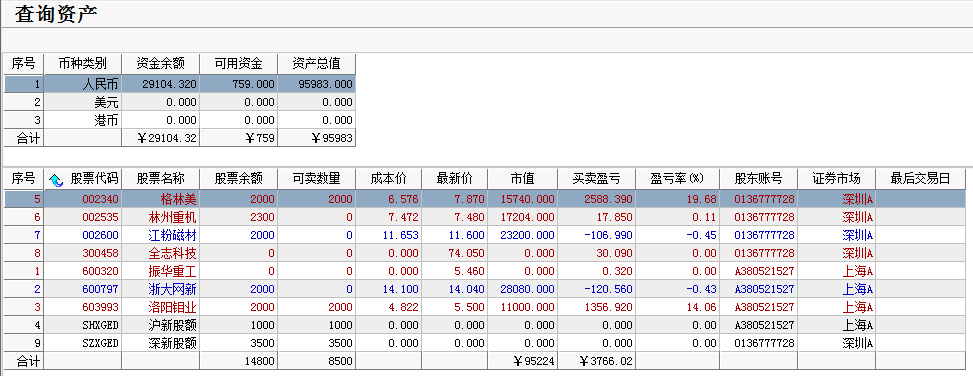 查询资产
序号 币种类别 资金余额 可用资金 资产总值
1 人民币 29104.320 759.000 95983.000
2 美元 0.000 0.000 0.000
3 港币 0.000 0.000 0.000
合计 ￥29104.32 ￥759 ￥95983
序号 股票代码 股票名称 股票余额 可卖数量 成本价 最新价 市值 买卖盈亏 盈亏率(%) 股东账号 证券市场 最后交易日
5 002340 格林美 2000 2000 6.576 7.870 15740.000 2588.390 19.68 0136777728 深圳A
6 002535 林州重机 2300 0 7.472 7.480 17204.000 17.850 0.11 0136777728 深圳A
7 002600 江粉磁材 2000 0 11.653 11.600 23200.000 -106.990 -0.45 0136777728 深圳A
8 300458 全志科技 0 0 0.000 74.050 0.000 30.090 0.00 0136777728 深圳A
1 600320 振华重工 0 0 0.000 5.460 0.000 0.320 0.00 A380521527 上海A
2 600797 浙大网新 2000 0 14.100 14.040 28080.000 -120.560 -0.43 A380521527 上海A
3 603993 洛阳钼业 2000 2000 4.822 5.500 11000.000 1356.920 14.06 A380521527 上海A
4 SHXGED 沪新股额 1000 1000 0.000 0.000 0.000 0.000 0.00 A380521527 上海A
9 SZXGED 深新股额 3500 3500 0.000 0.000 0.000 0.000 0.00 0136777728 深圳A
合计 14800 8500 ￥95224 ￥3766.02